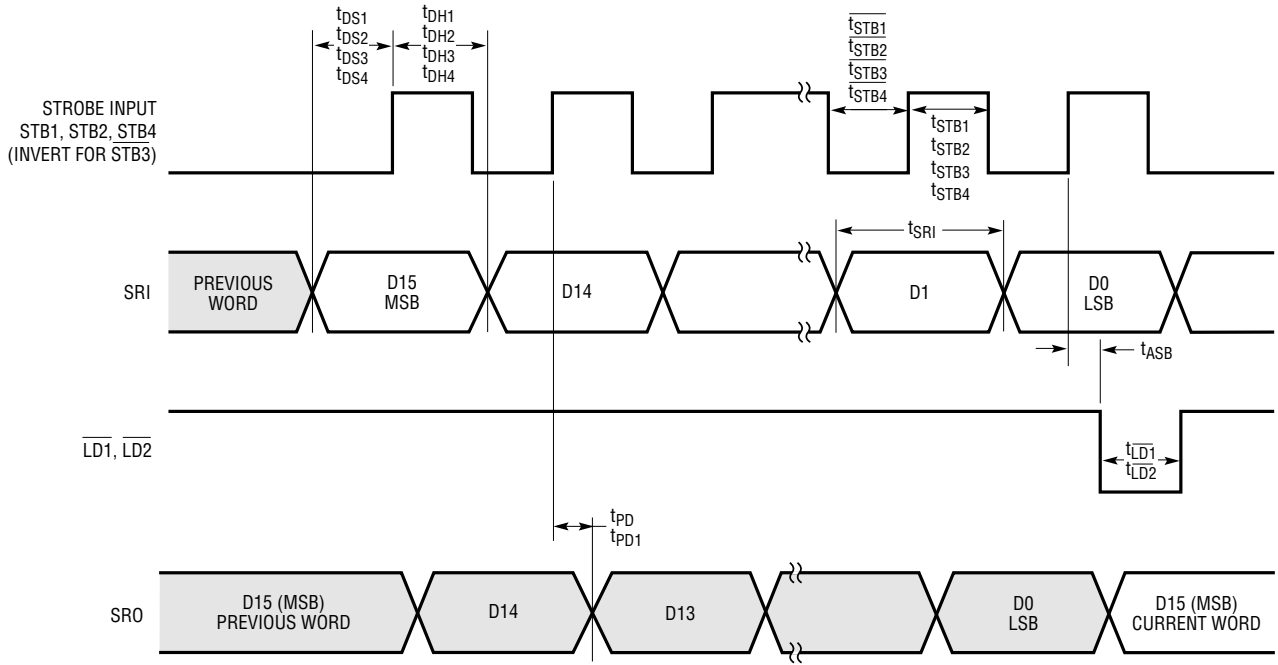 tDS1
tDS2
tDS3
tDS4
tDH1
tDH2
tDH3
tDH4
tSTB1
tSTB2
tSTB3
tSTB4
STROBE INPUT
STB1, STB2, STB4
(INVERT FOR STB3)
tSTB1
tSTB2
tSTB3
tSTB4
SRI
PREVIOUS
WORD
D15
MSB
D14
tSRI
D1
D0
LSB
tASB
LD1, LD2
tLD1
tLD2
tPD
tPD1
SRO
D15 (MSB)
PREVIOUS WORD
D14
D13
D0
LSB
D15 (MSB)
CURRENT WORD